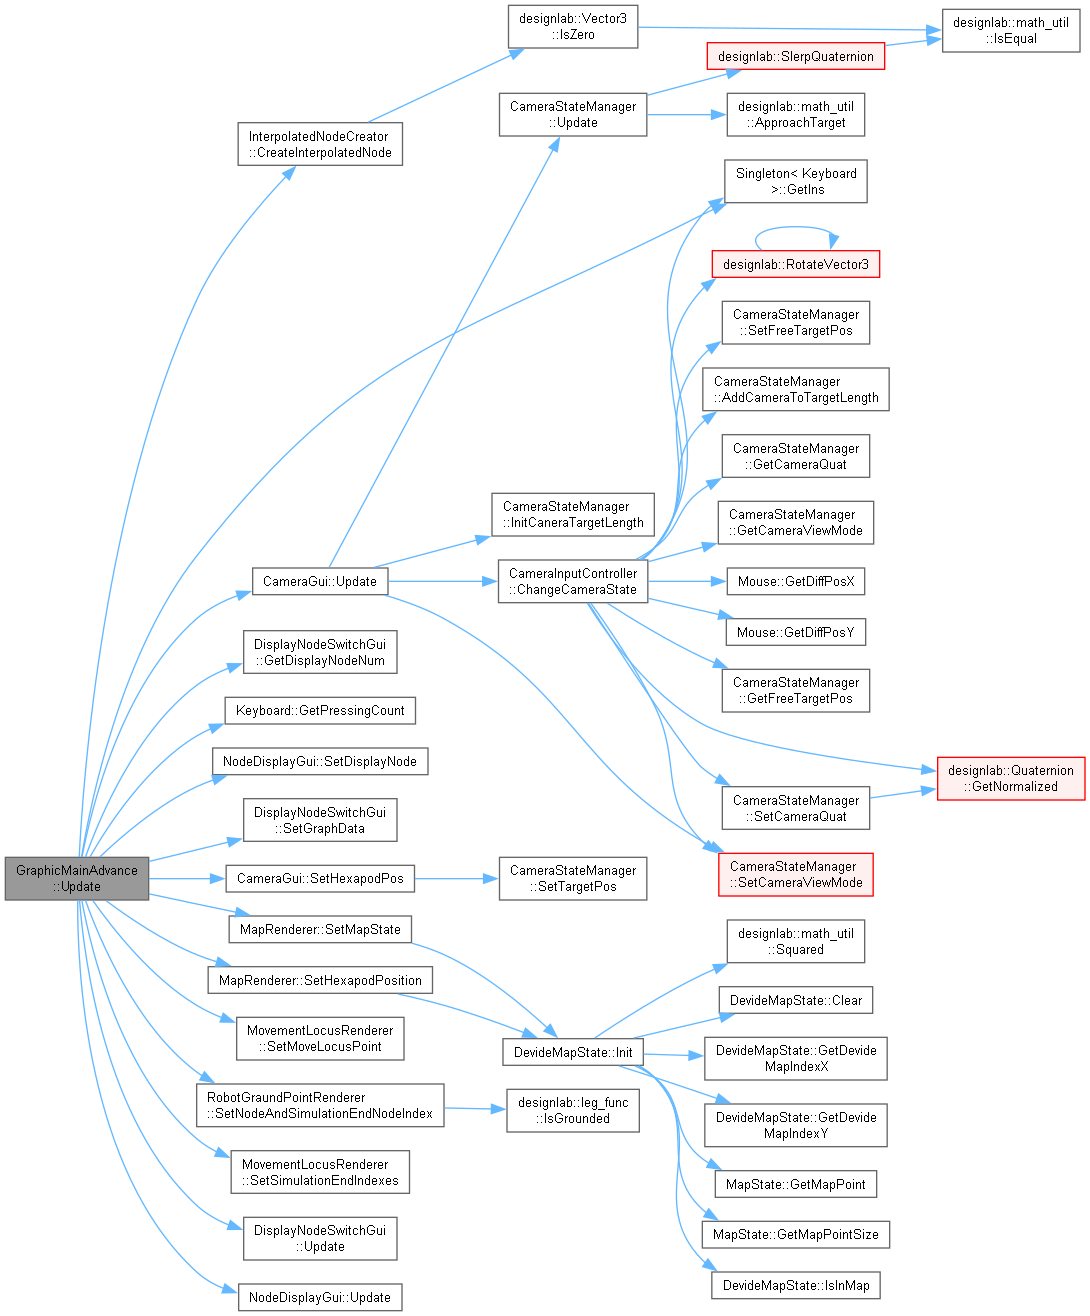 designlab::Vector3
::IsZero
designlab::math_util
::IsEqual
designlab::SlerpQuaternion
CameraStateManager
::Update
designlab::math_util
::ApproachTarget
InterpolatedNodeCreator
::CreateInterpolatedNode
Singleton< Keyboard
>::GetIns
designlab::RotateVector3
CameraStateManager
::SetFreeTargetPos
CameraStateManager
::AddCameraToTargetLength
CameraStateManager
::GetCameraQuat
CameraStateManager
::InitCaneraTargetLength
CameraStateManager
::GetCameraViewMode
CameraGui::Update
CameraInputController
::ChangeCameraState
Mouse::GetDiffPosX
Mouse::GetDiffPosY
DisplayNodeSwitchGui
::GetDisplayNodeNum
CameraStateManager
::GetFreeTargetPos
Keyboard::GetPressingCount
NodeDisplayGui::SetDisplayNode
designlab::Quaternion
::GetNormalized
DisplayNodeSwitchGui
::SetGraphData
CameraStateManager
::SetCameraQuat
GraphicMainAdvance
::Update
CameraGui::SetHexapodPos
CameraStateManager
::SetTargetPos
CameraStateManager
::SetCameraViewMode
MapRenderer::SetMapState
designlab::math_util
::Squared
MapRenderer::SetHexapodPosition
DevideMapState::Clear
MovementLocusRenderer
::SetMoveLocusPoint
DevideMapState::Init
DevideMapState::GetDevide
MapIndexX
RobotGraundPointRenderer
::SetNodeAndSimulationEndNodeIndex
designlab::leg_func
::IsGrounded
DevideMapState::GetDevide
MapIndexY
MovementLocusRenderer
::SetSimulationEndIndexes
MapState::GetMapPoint
DisplayNodeSwitchGui
::Update
MapState::GetMapPointSize
NodeDisplayGui::Update
DevideMapState::IsInMap